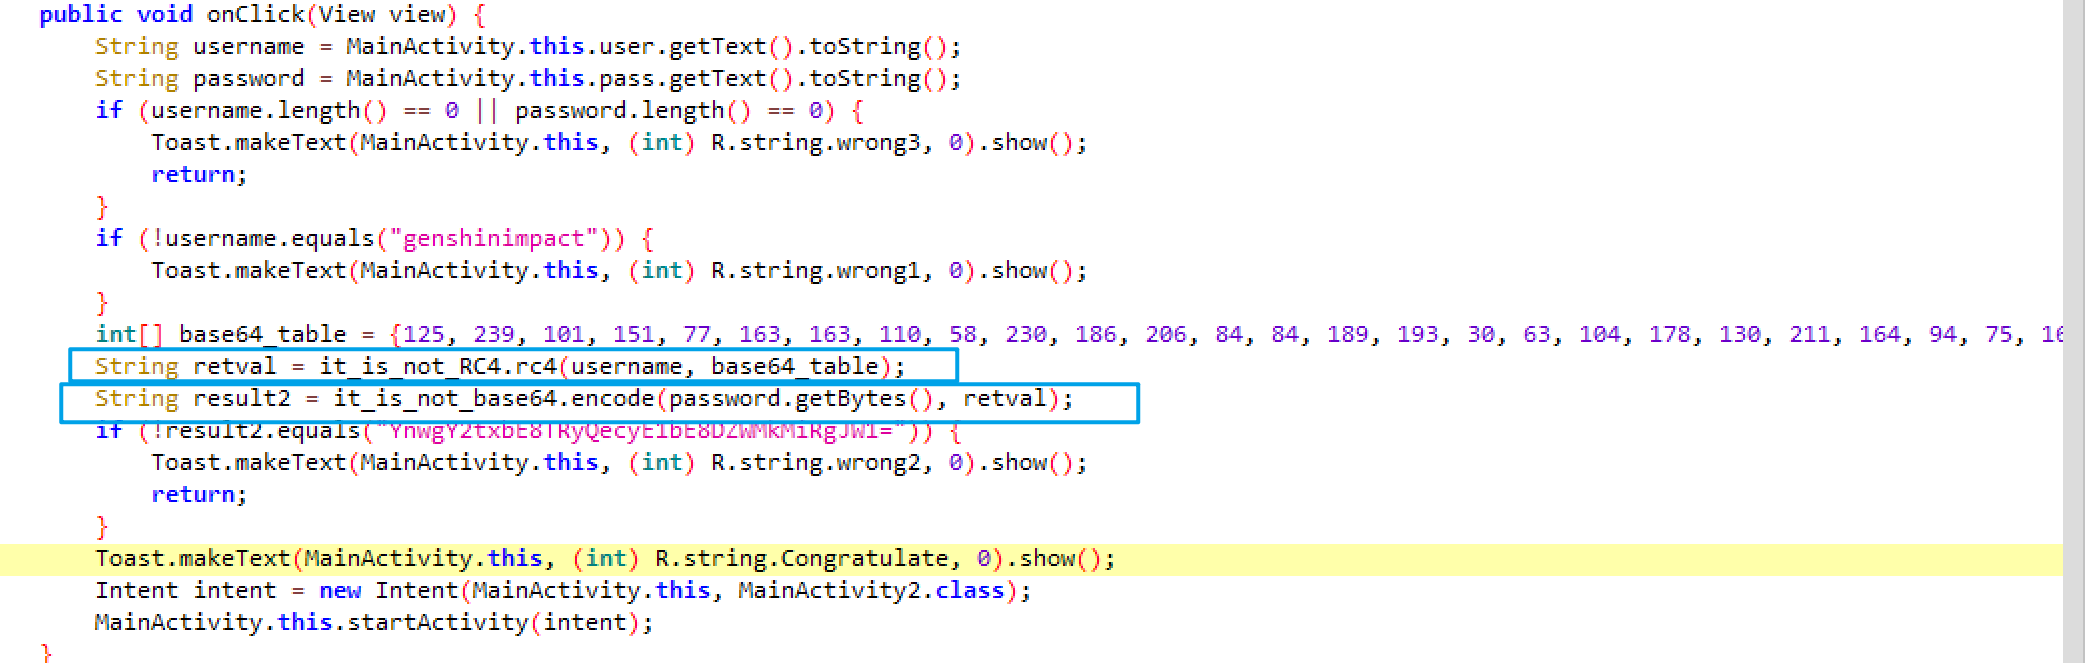 public void onClick(View view) {
String username = MainActivity.this.user.getText().toString();
String password = MainActivity.this.pass.getText().toString();
if (username.length() == 0 || password.length() == 0) {
Toast.makeText(MainActivity.this, (int) R.string.wrong3, 0).show();
return;
}
if (!username.equals("genshinimpact")) {
Toast.makeText(MainActivity.this, (int) R.string.wrong1, 0).show();
}
int[] base64_table = {125, 239, 101, 151, 77, 163, 163, 110, 58, 230, 186, 206, 84, 84, 189, 193, 30, 63, 104, 178, 130, 211, 164, 94, 75,
String retval = it_is_not_RC4.rc4(username, base64_table);
String result2 = it_is_not_base64.encode(password.getBytes(), retval);
if (!result2.equals("YnwgY2txbE8TRyQecyE1bE8DZWMkMiRgJW1=")) {
Toast.makeText(MainActivity.this, (int) R.string.wrong2, 0).show();
return;
}
Toast.makeText(MainActivity.this, (int) R.string.Congratulate, 0).show();
Intent intent = new Intent(MainActivity.this, MainActivity2.class);
MainActivity.this.startActivity(intent);
}